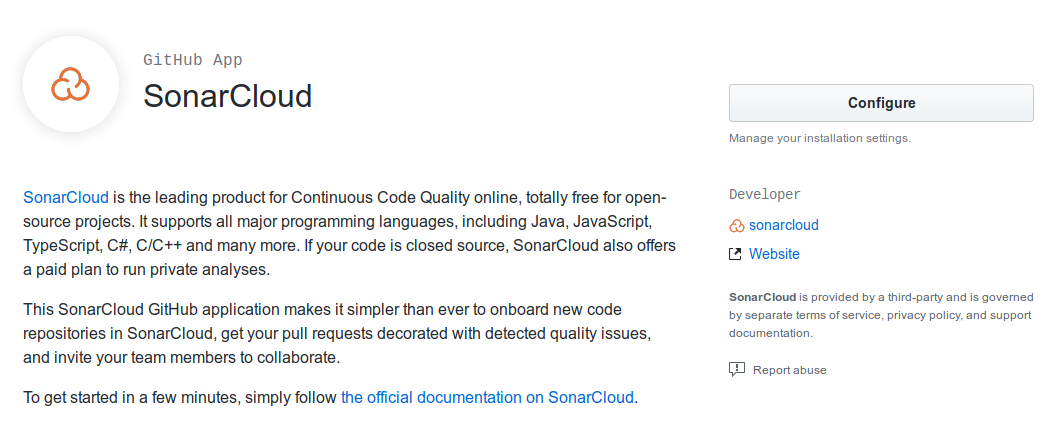 GitHub App
SonarCloud
SonarCloud is the leading product for Continuous Code Quality online, totally free for open-
source projects. It supports all major programming languages, including Java, JavaScript,
TypeScript, C#, C/C++ and many more. If your code is closed source, SonarCloud also offers
a paid plan to run private analyses.
This SonarCloud GitHub application makes it simpler than ever to onboard new code
repositories in SonarCloud, get your pull requests decorated with detected quality issues,
and invite your team members to collaborate.
To get started in a few minutes, simply follow the official documentation on SonarCloud.
Configure
Manage your installation settings.
Developer
sonarcloud
Website
SonarCloud is provided by a third-party and is governed
by separate terms of service, privacy policy, and support
documentation.
Report abuse